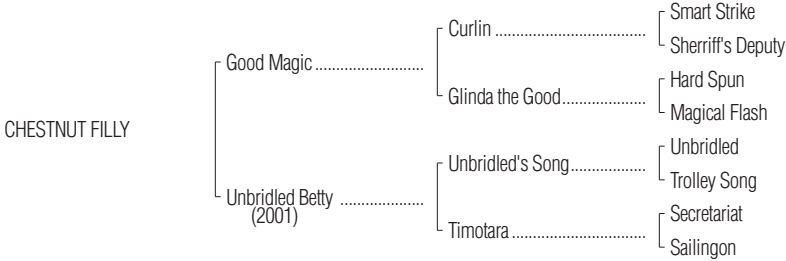 Smart Strike
Curlin ....................................
Sherriff's Deputy
Good Magic ..........................
Hard Spun
Glinda the Good ....................
Magical Flash
CHESTNUT FILLY
Unbridled
Unbridled's Song ..................
Trolley Song
Unbridled Betty ....................
(2001)
Secretariat
Timotara ................................
Sailingon